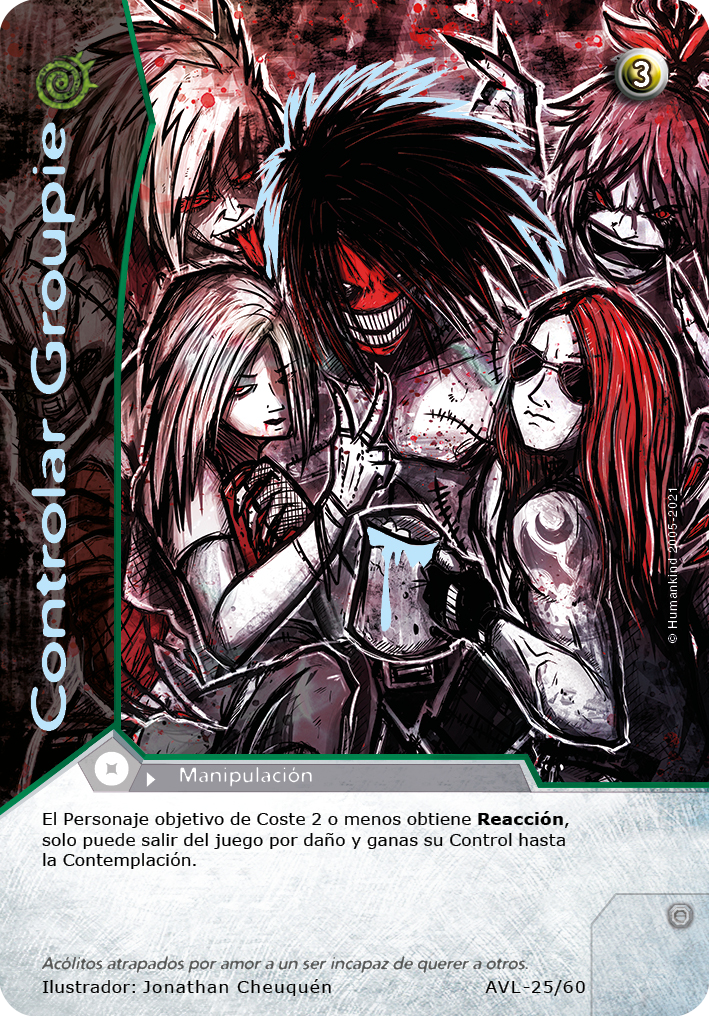 3
Controlar Groupie
© Humankind 2005-2021
Manipulación
El Personaje objetivo de Coste 2 o menos obtiene Reacción,
solo puede salir del juego por daño y ganas su Control hasta
la Contemplación.
Acólitos atrapados por amor a un ser incapaz de querer a otros.
Ilustrador: Jonathan Cheuquén AVL-25/60